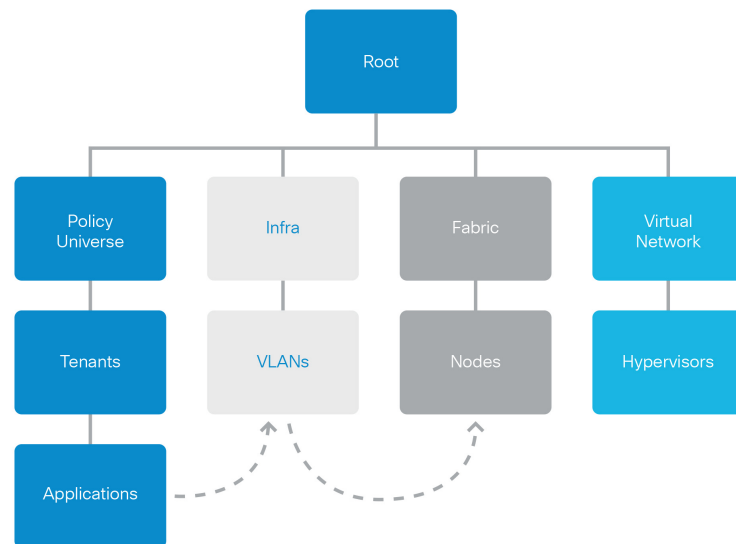 Root
Policy
Universe
Infra
Fabric
Virtual
Network
Tenants
VLANs
Nodes
Hypervisors
Applications